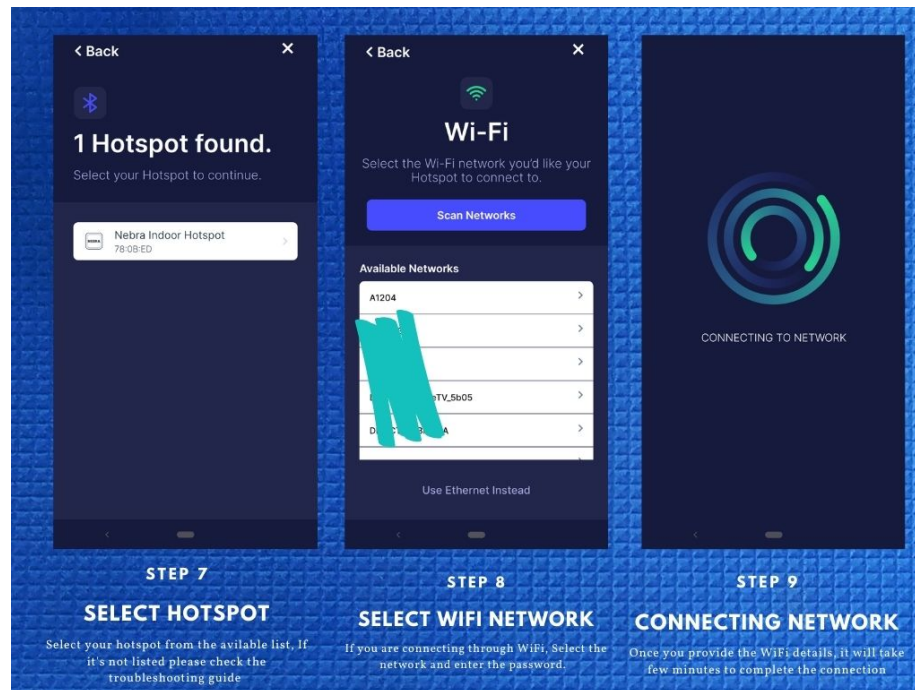 < Back
×
1 Hotspot found.
Select your Hotspot to continue.
Nebra Indoor Hotspot
78:0B:ED
STEP 7
SELECT HOTSPOT
Select your hotspot from the avilable list, If
it's not listed please check the
troubleshooting guide
< Back
×
Wi-Fi
Select the Wi-Fi network you'd like your
Hotspot to connect to.
Scan Networks
Available Networks
A1204
TV_5b05
Use Ethernet Instead
STEP 8
SELECT WIFI NETWORK
If you are connecting through WiFi, Select the
network and enter the password.
CONNECTING TO NETWORK
STEP 9
CONNECTING NETWORK
Once you provide the WiFi details, it will take
few minutes to complete the connection